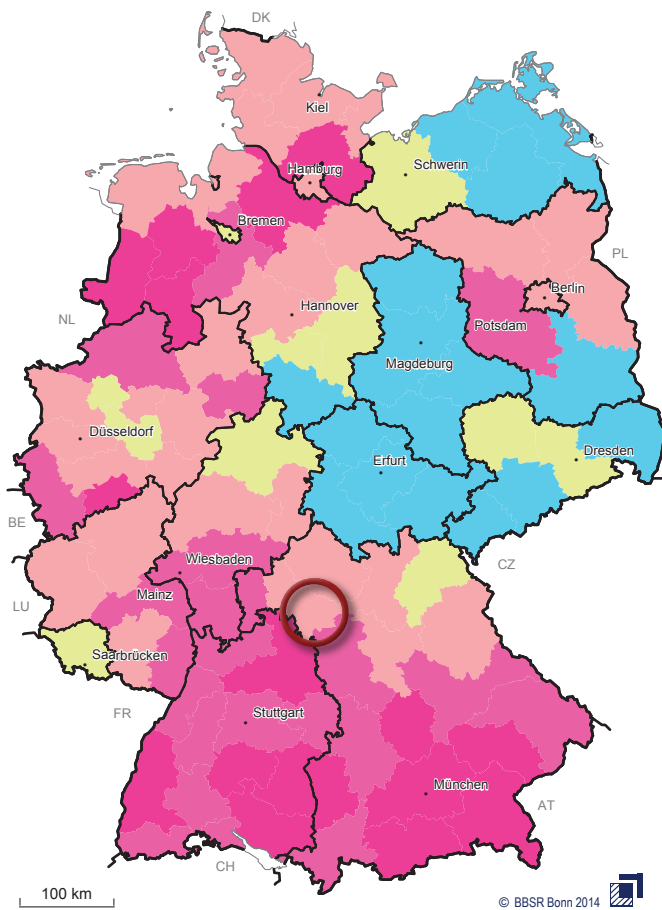 DK
Kiel
Hamburg
Schwerin
Bremen
PL
Berlin
NL
Hannover
Potsdam
Magdeburg
Düsseldorf
Dresden
Erfurt
BE
Wiesbaden
CZ
Mainz
LU
Saarbrücken
FR
Stuttgart
München
AT
CH
100 km
© BBSR Bonn 2014